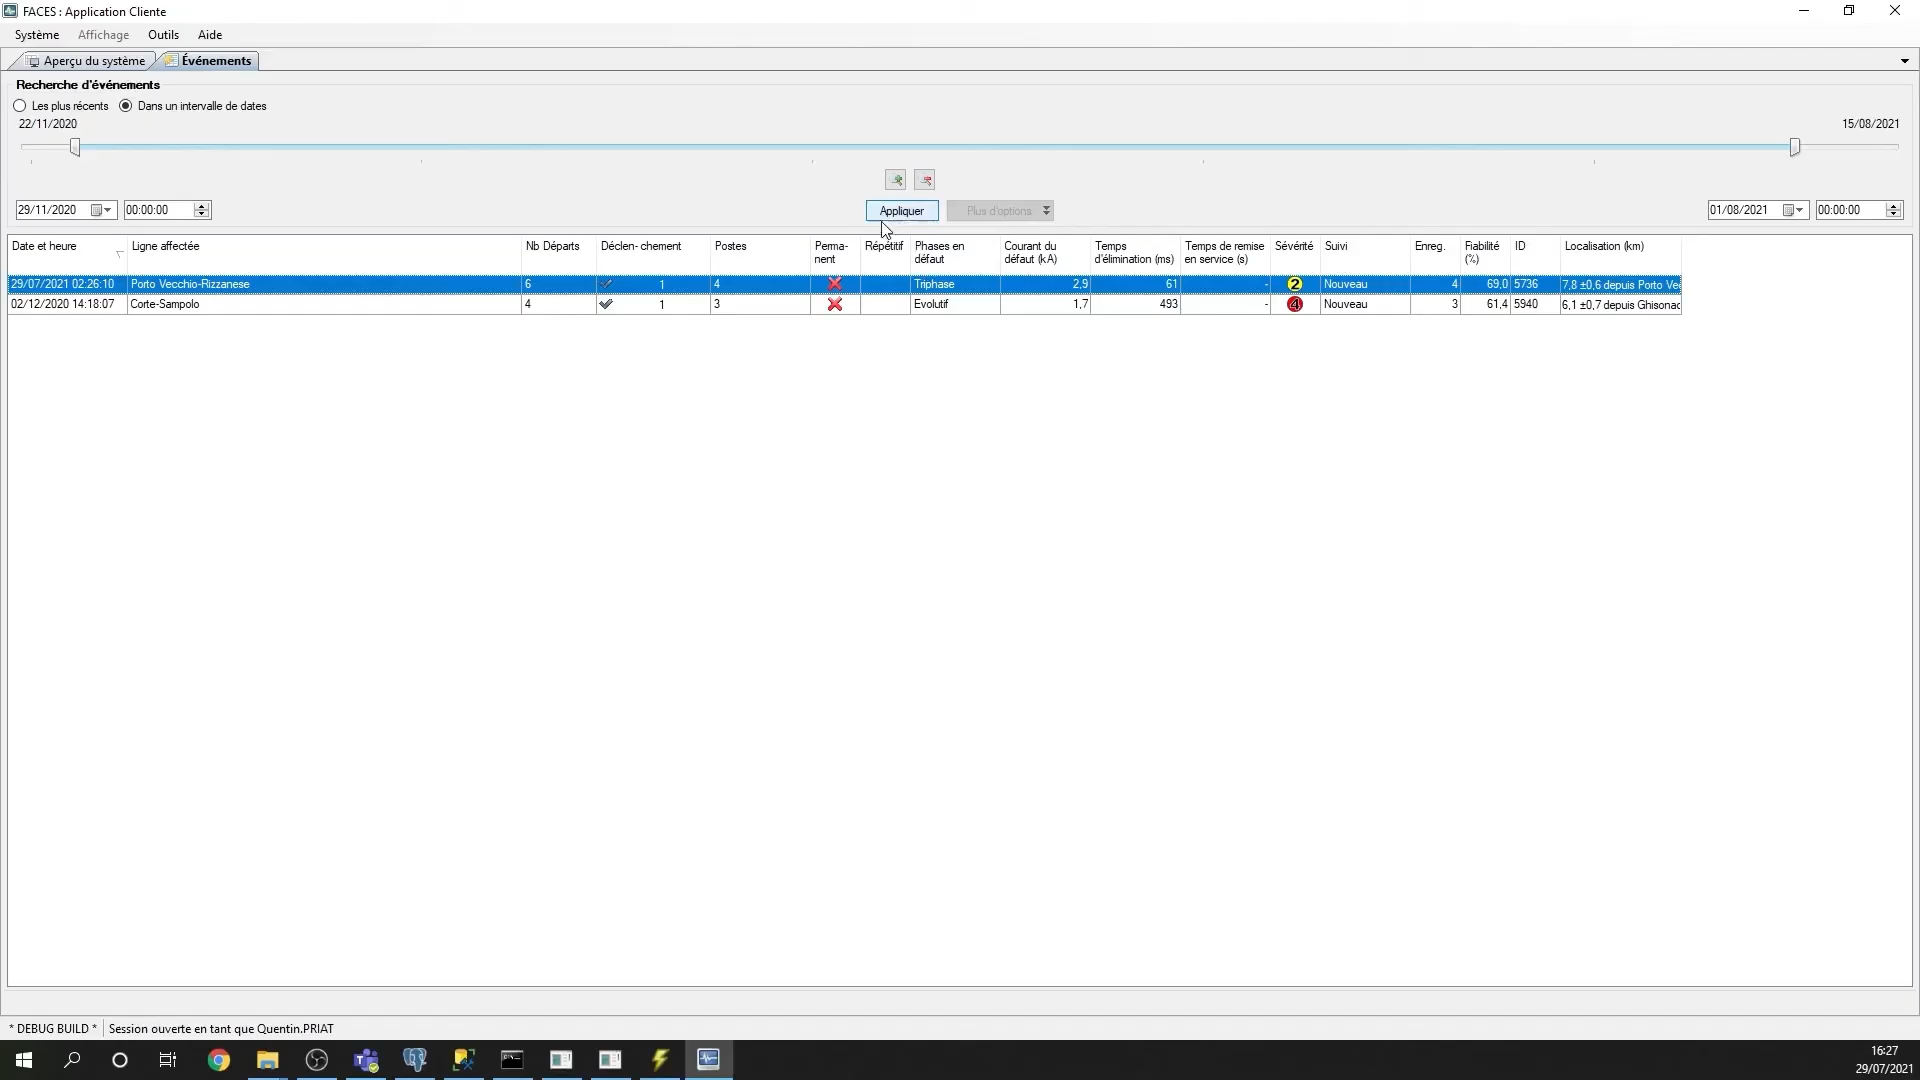 FACES : Application Cliente
Système Affichage Outils Aide
Aperçu du système Événements
Recherche d'événements
Les plus récents Dans un intervalle de dates
22/11/2020 15/08/2021
29/11/2020 00:00:00 Appliquer Plus d'options 01/08/2021 00:00:00
Date et heure Ligne affectée Nb Départs Déclen- chement Postes Perma- Répétitif Phases en Courant du Temps Temps de remise Sévérité Suivi Enreg. Fiabilité ID Localisation (km)
nent défaut défaut (kA) d'élimination (ms) en service (s) (%)
29/07/2021 02:26:10 Porto Vecchio-Rizzanese 6 1 4 Triphase 2,9 61 - 2 Nouveau 4 69,0 5736 7,8 ±0,6 depuis Porto Vec
02/12/2020 14:18:07 Corte-Sampolo 4 1 3 Evolutif 1,7 493 - 4 Nouveau 3 61,4 5940 6,1 ±0,7 depuis Ghisonac
* DEBUG BUILD * Session ouverte en tant que Quentin.PRIAT
16:27
29/07/2021